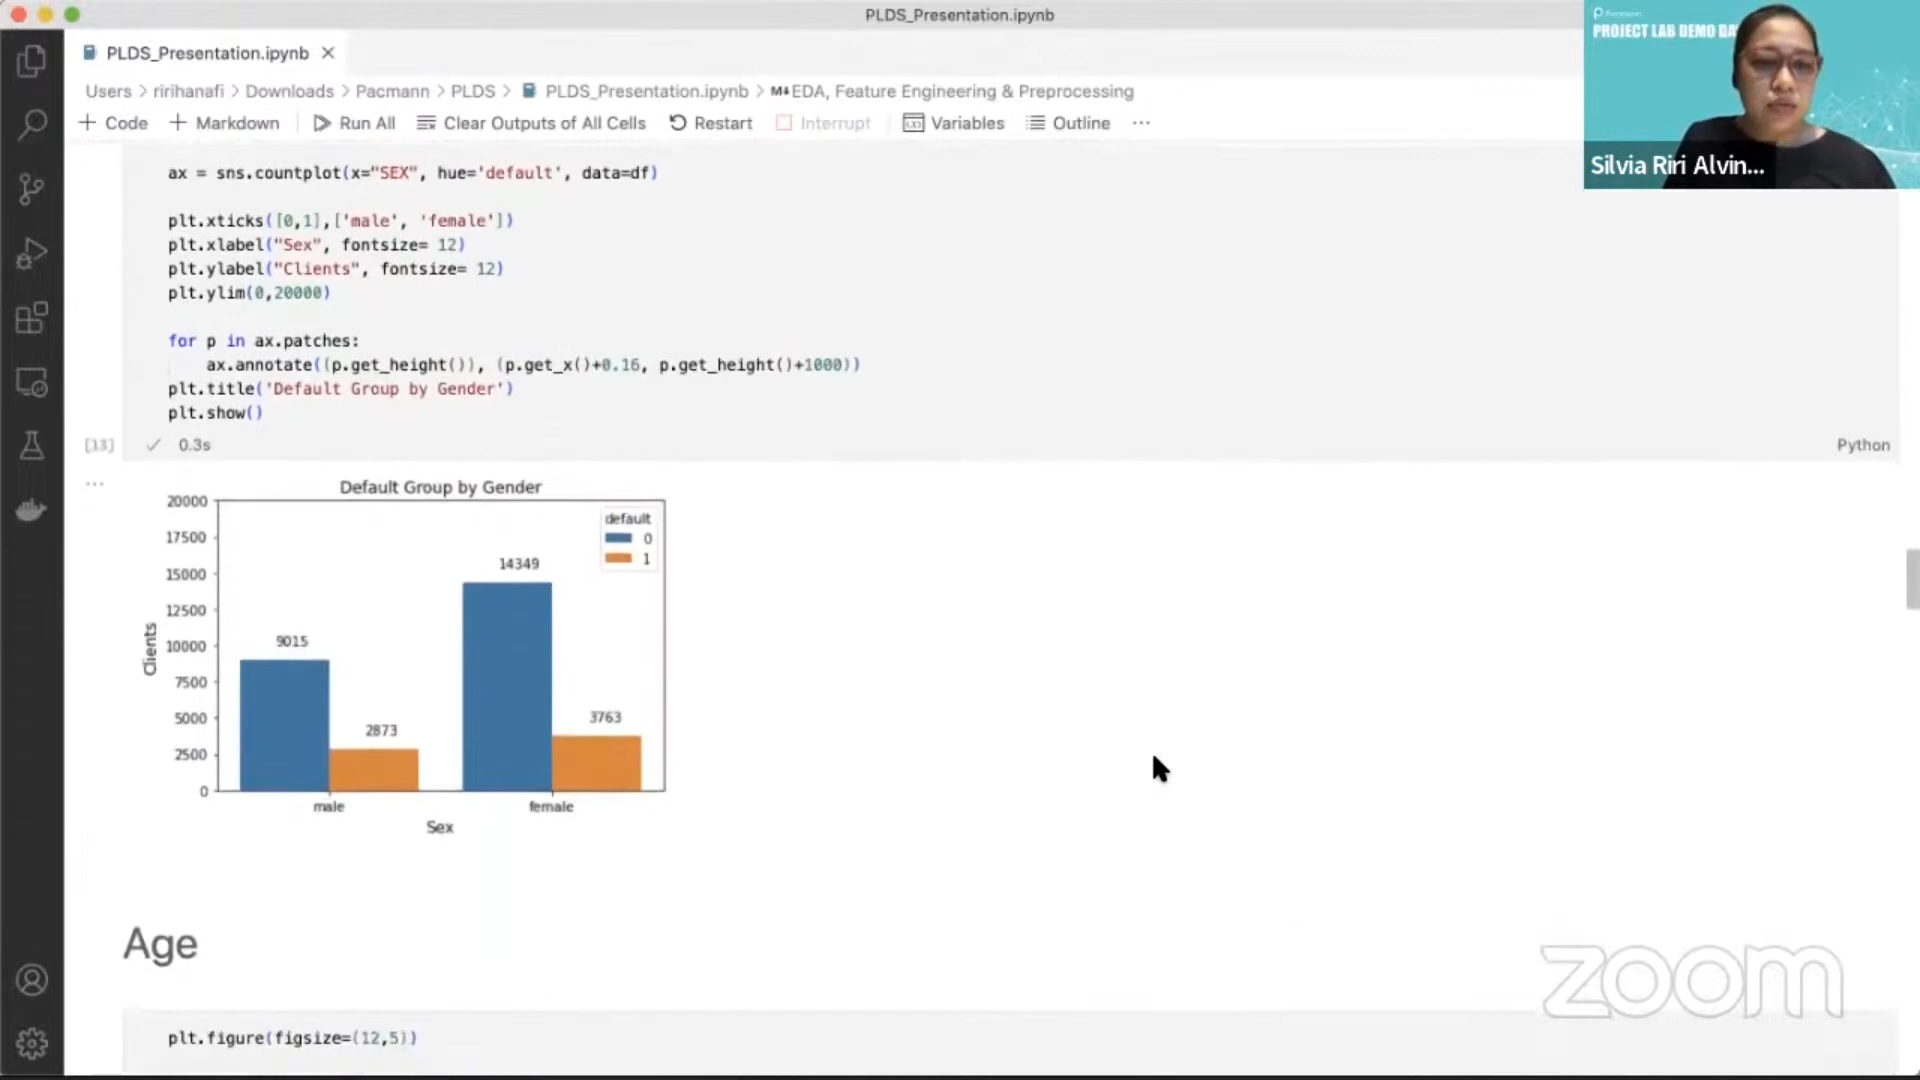 PLDS_Presentation.ipynb
PROJECT LAB DEMO DA
Silvia Riri Alvin...
PLDS_Presentation.ipynb
Users > ririhanafi > Downloads > Pacmann > PLDS > PLDS_Presentation.ipynb > M↓EDA, Feature Engineering & Preprocessing
+ Code + Markdown Run All Clear Outputs of All Cells Restart Interrupt Variables Outline ...
ax = sns.countplot(x="SEX", hue='default', data=df)
plt.xticks([0,1],['male', 'female'])
plt.xlabel("Sex", fontsize= 12)
plt.ylabel("Clients", fontsize= 12)
plt.ylim(0,20000)
for p in ax.patches:
ax.annotate((p.get_height()), (p.get_x()+0.16, p.get_height()+1000))
plt.title('Default Group by Gender')
plt.show()
[13] ✓ 0.3s Python
...
Default Group by Gender
20000
17500
15000
12500
10000
7500
5000
2500
0
Clients
default
0
1
9015
2873
14349
3763
male female
Sex
Age
plt.figure(figsize=(12,5))
zoom